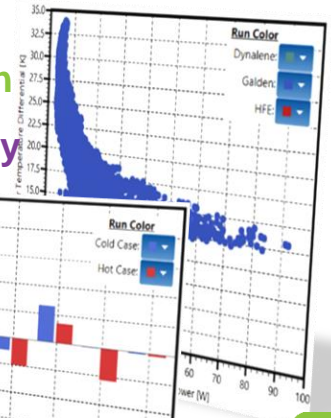 35.0
32.5
30.0
27.5
25.0
22.5
20.0
17.5
15.0
Temperature Differential [K]
Run Color
Dynalene:
Galden:
HFE:
Run Color
Cold Case:
Hot Case:
60 70 80 90 100
[W]